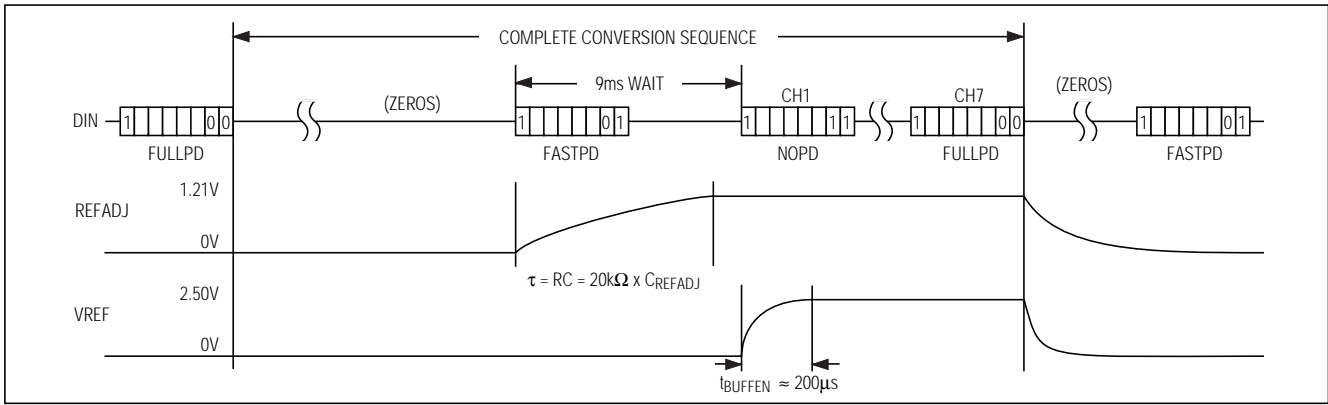 COMPLETE CONVERSION SEQUENCE
9ms WAIT
(ZEROS)
(ZEROS)
CH1
CH7
DIN
1 0 0
1 0 1
1 1 1
1 0 0
1 0 1
FULLPD
FASTPD
NOPD
FULLPD
FASTPD
1.21V
REFADJ
0V
τ = RC = 20kΩ x CREFADJ
2.50V
VREF
0V
tBUFFEN ≈ 200μs